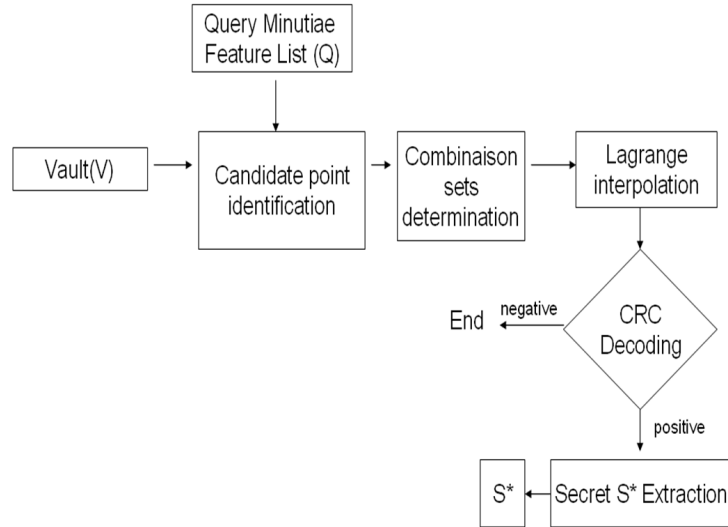 Query Minutiae
Feature List (Q)
Vault(V)
Candidate point
identification
Combinaison
sets
determination
Lagrange
interpolation
CRC
Decoding
negative
End
positive
Secret S* Extraction
S*